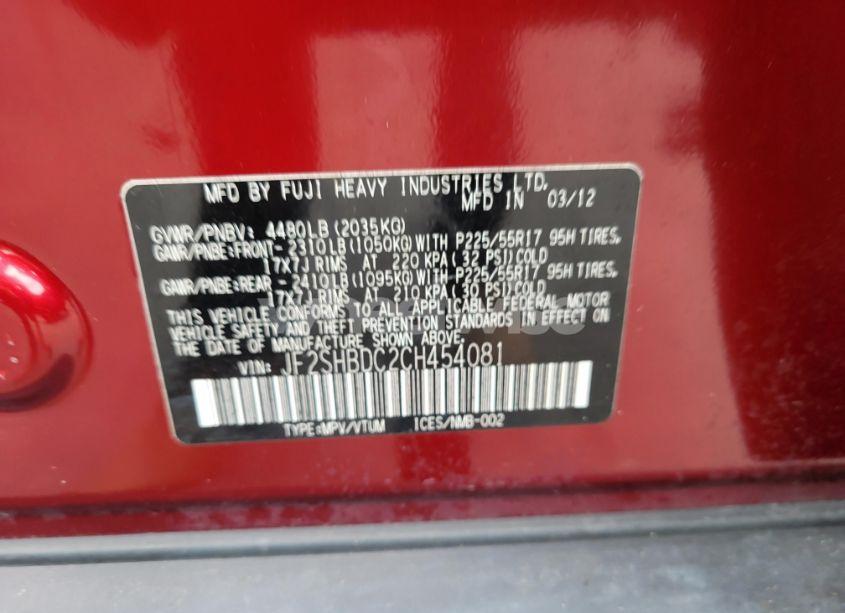 MFD BY FUJI HEAVY INDUSTRIES LTD.
MFD IN 03/12
GVWR/PNBV: 4480LB (2035KG)
GAWR/PNBE:FRONT-2310LB(1050KG)WITH P225/55R17 95H TIRES,
17X7J RIMS AT 220 KPA (32 PSI)COLD
GAWR/PNBE:REAR -2410LB(1095KG)WITH P225/55R17 95H TIRES,
17X7J RIMS AT 210 KPA (30 PSI)COLD
THIS VEHICLE CONFORMS TO ALL APPLICABLE FEDERAL MOTOR
VEHICLE SAFETY AND THEFT PREVENTION STANDARDS IN EFFECT ON
THE DATE OF MANUFACTURE SHOWN ABOVE.
VIN: JF2SHBDC2CH454081
TYPE:MPV/VTUM ICES/NMB-002